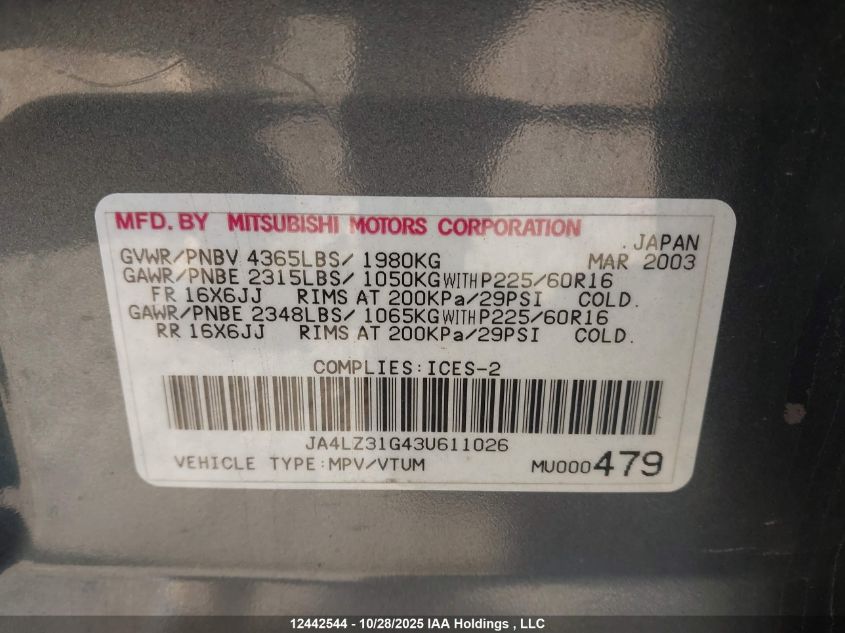 MFD. BY MITSUBISHI MOTORS CORPORATION
JAPAN
GVWR/PNBV 4365LBS/ 1980KG MAR 2003
GAWR/PNBE 2315LBS/ 1050KG WITH P225/60R16
FR 16X6JJ RIMS AT 200KPa/29PSI COLD.
GAWR/PNBE 2348LBS/ 1065KG WITH P225/60R16
RR 16X6JJ RIMS AT 200KPa/29PSI COLD.
COMPLIES:ICES-2
JA4LZ31G43U611026
VEHICLE TYPE:MPV/VTUM MU000479
12442544 - 10/28/2025 IAA Holdings , LLC